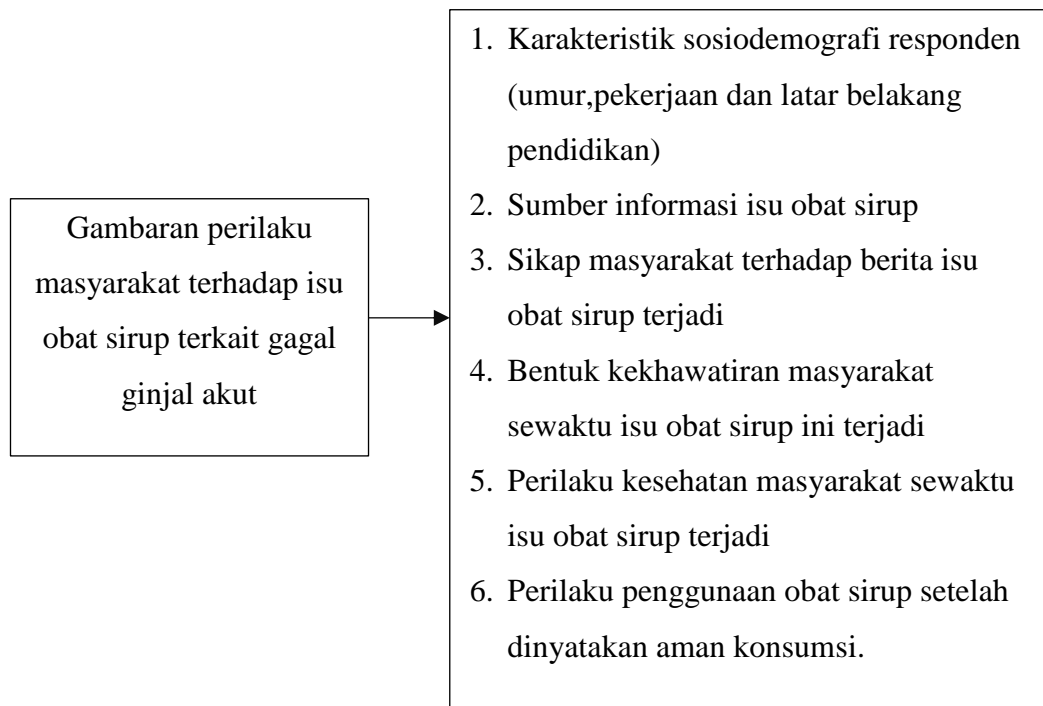 Gambaran perilaku
masyarakat terhadap isu
obat sirup terkait gagal
ginjal akut
1. Karakteristik sosiodemografi responden
(umur,pekerjaan dan latar belakang
pendidikan)
2. Sumber informasi isu obat sirup
3. Sikap masyarakat terhadap berita isu
obat sirup terjadi
4. Bentuk kekhawatiran masyarakat
sewaktu isu obat sirup ini terjadi
5. Perilaku kesehatan masyarakat sewaktu
isu obat sirup terjadi
6. Perilaku penggunaan obat sirup setelah
dinyatakan aman konsumsi.